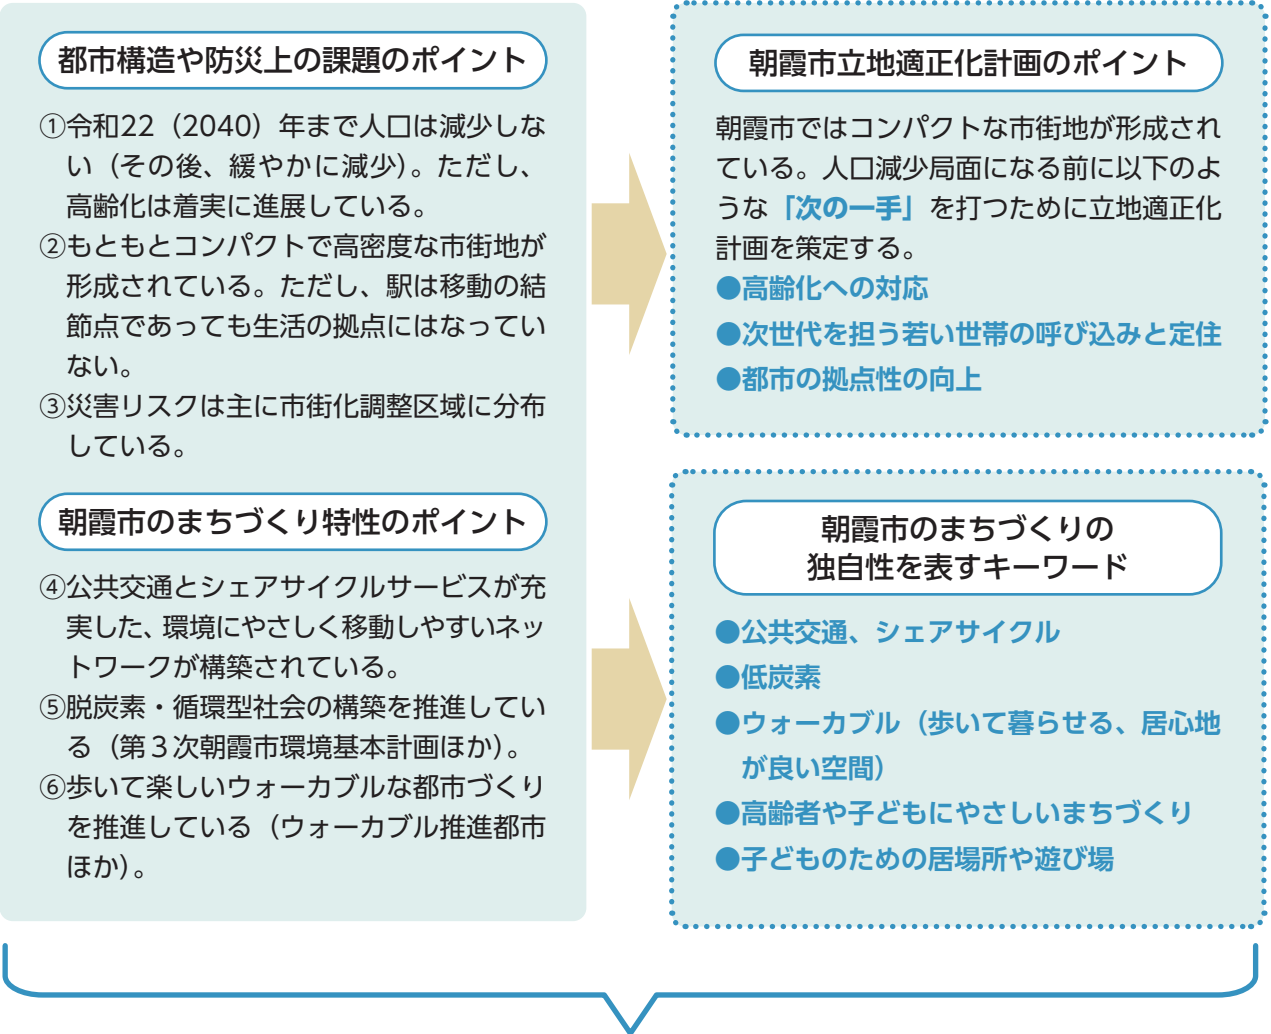 都市構造や防災上の課題のポイント
①令和22（2040）年まで人口は減少しな
い（その後、緩やかに減少）。ただし、
高齢化は着実に進展している。
②もともとコンパクトで高密度な市街地が
形成されている。ただし、駅は移動の結
節点であっても生活の拠点にはなってい
ない。
③災害リスクは主に市街化調整区域に分布
している。
朝霞市のまちづくり特性のポイント
④公共交通とシェアサイクルサービスが充
実した、環境にやさしく移動しやすいネッ
トワークが構築されている。
⑤脱炭素・循環型社会の構築を推進してい
る（第３次朝霞市環境基本計画ほか）。
⑥歩いて楽しいウォーカブルな都市づくり
を推進している（ウォーカブル推進都市
ほか）。
朝霞市立地適正化計画のポイント
朝霞市ではコンパクトな市街地が形成され
ている。人口減少局面になる前に以下のよ
うな「次の一手」を打つために立地適正化
計画を策定する。
●高齢化への対応
●次世代を担う若い世帯の呼び込みと定住
●都市の拠点性の向上
朝霞市のまちづくりの
独自性を表すキーワード
●公共交通、シェアサイクル
●低炭素
●ウォーカブル（歩いて暮らせる、居心地
が良い空間）
●高齢者や子どもにやさしいまちづくり
●子どものための居場所や遊び場